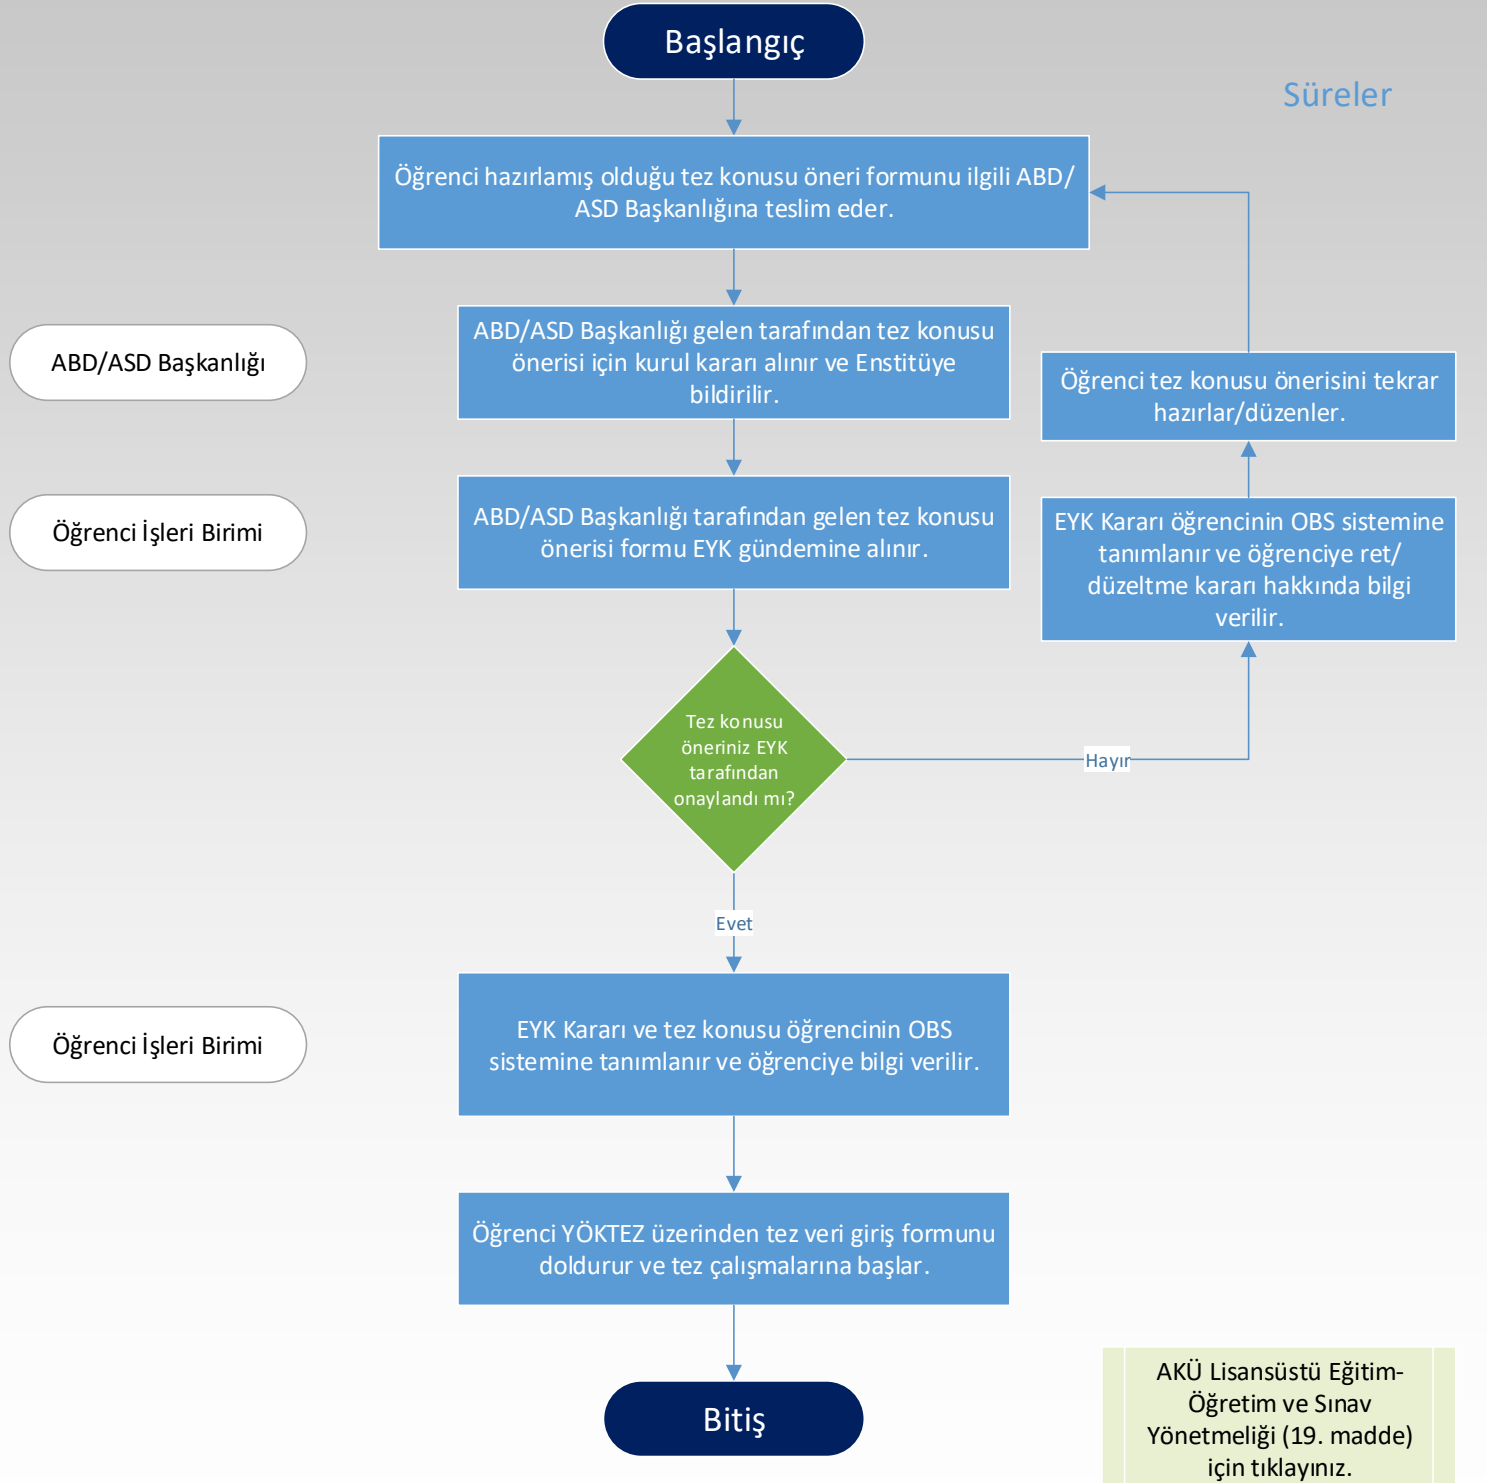 Başlangıç
Süreler
Öğrenci hazırlamış olduğu tez konusu öneri formunu ilgili ABD/
ASD Başkanlığına teslim eder.
ABD/ASD Başkanlığı
ABD/ASD Başkanlığı gelen tarafından tez konusu
önerisi için kurul kararı alınır ve Enstitüye
bildirilir.
Öğrenci tez konusu önerisini tekrar
hazırlar/düzenler.
Öğrenci İşleri Birimi
ABD/ASD Başkanlığı tarafından gelen tez konusu
önerisi formu EYK gündemine alınır.
EYK Kararı öğrencinin OBS sistemine
tanımlanır ve öğrenciye ret/
düzeltme kararı hakkında bilgi
verilir.
Tez konusu
öneriniz EYK
tarafından
onaylandı mı?
Hayır
Evet
Öğrenci İşleri Birimi
EYK Kararı ve tez konusu öğrencinin OBS
sistemine tanımlanır ve öğrenciye bilgi verilir.
Öğrenci YÖKTEZ üzerinden tez veri giriş formunu
doldurur ve tez çalışmalarına başlar.
Bitiş
AKÜ Lisansüstü Eğitim-
Öğretim ve Sınav
Yönetmeliği (19. madde)
için tıklayınız.